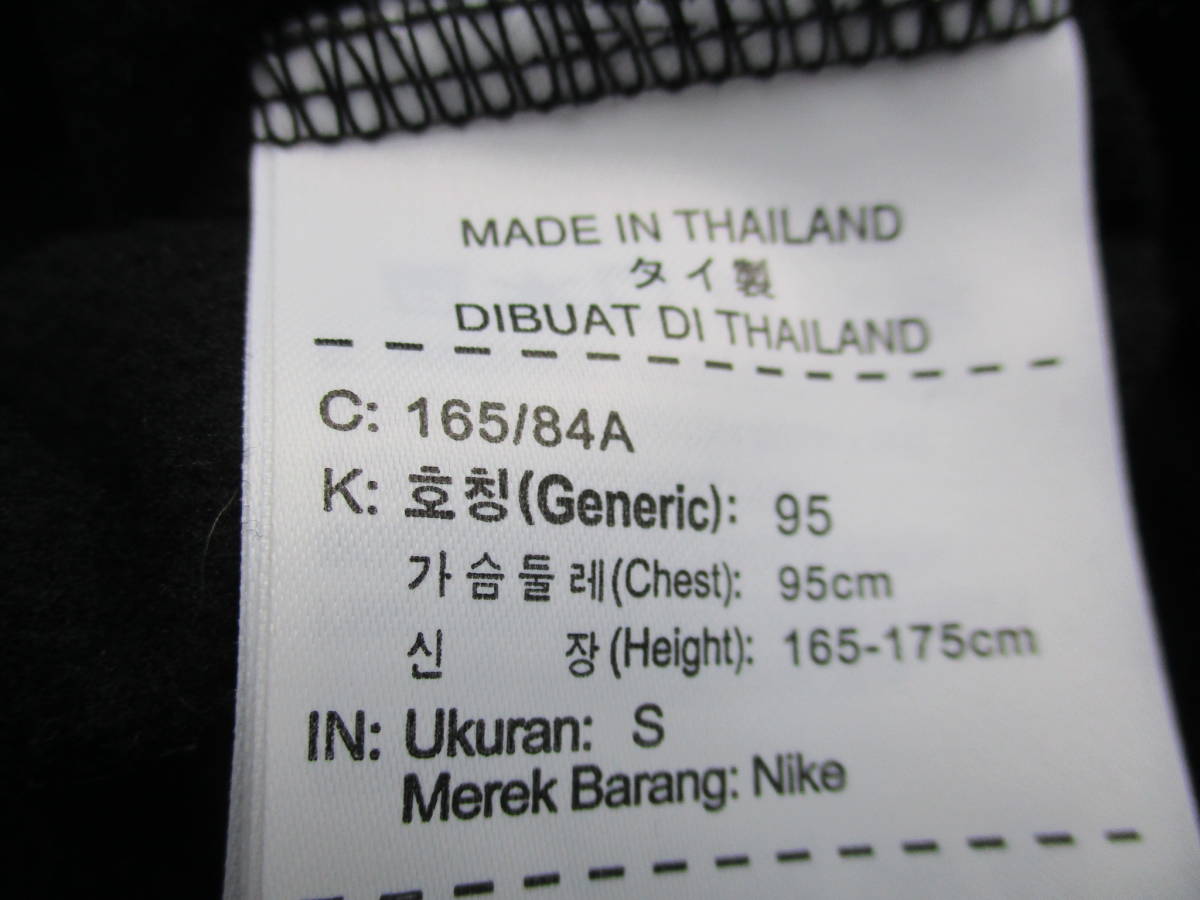 MADE IN THAILAND
タイ製
DIBUAT DI THAILAND
C: 165/84A
K: 호칭(Generic): 95
가슴둘레(Chest): 95cm
신 장(Height): 165-175cm
IN: Ukuran: S
Merek Barang: Nike